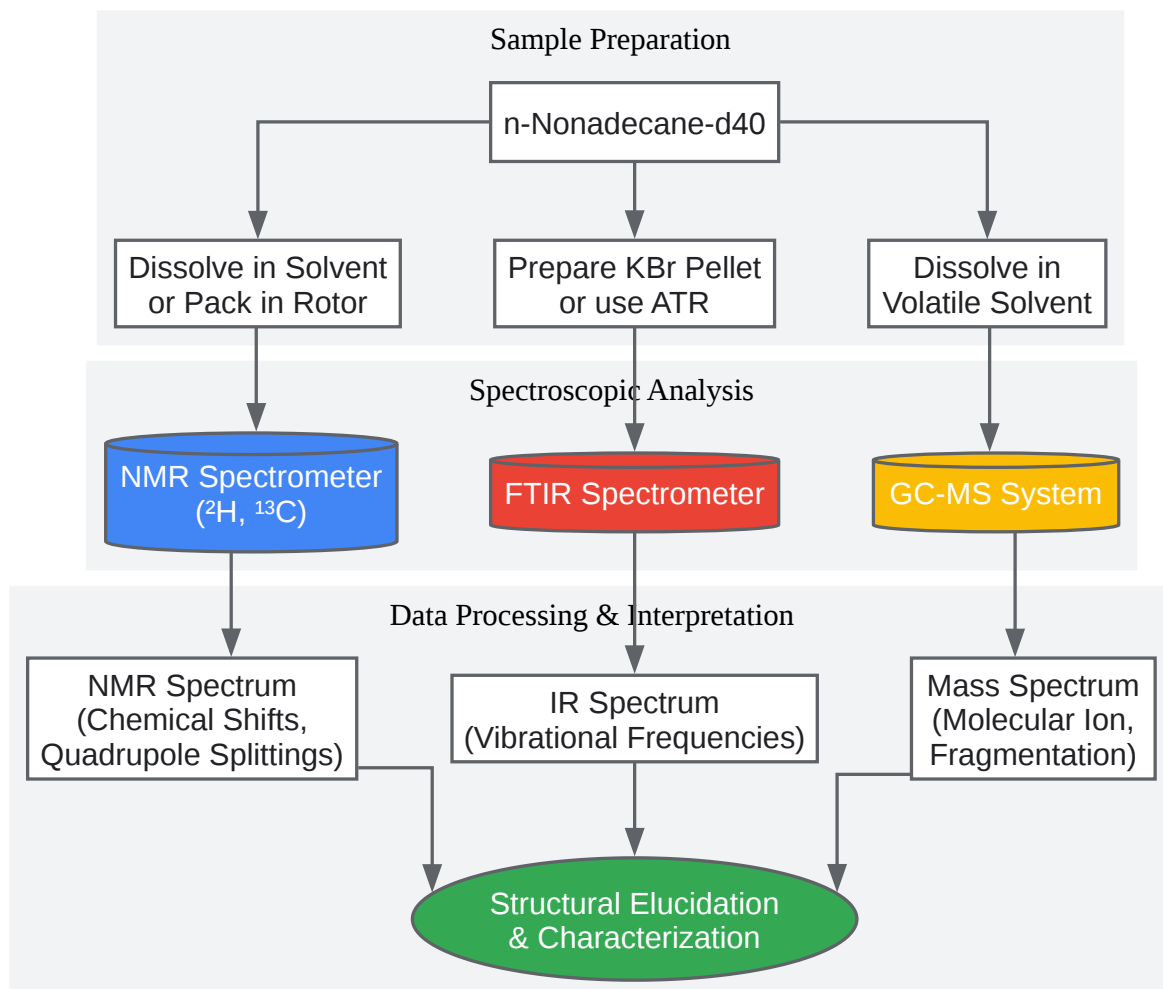 Sample Preparation
n-Nonadecane-d40
Dissolve in Solvent
or Pack in Rotor
Prepare KBr Pellet
or use ATR
Dissolve in
Volatile Solvent
Spectroscopic Analysis
NMR Spectrometer
(²H, ¹³C)
FTIR Spectrometer
GC-MS System
Data Processing & Interpretation
NMR Spectrum
(Chemical Shifts,
Quadrupole Splittings)
IR Spectrum
(Vibrational Frequencies)
Mass Spectrum
(Molecular Ion,
Fragmentation)
Structural Elucidation
& Characterization